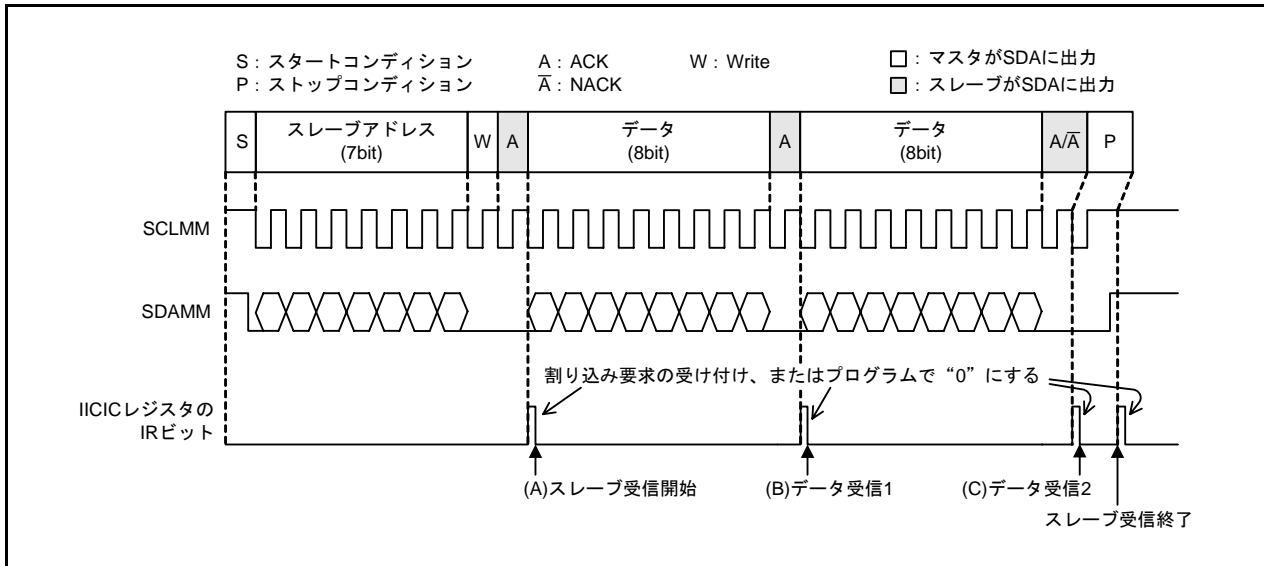 S：スタートコンディション A：ACK W：Write □：マスタがSDAに出力
P：ストップコンディション A̅：NACK □：スレーブがSDAに出力
S スレーブアドレス (7bit) W A データ (8bit) A データ (8bit) A/A̅ P
SCLMM
SDAMM
割り込み要求の受け付け、またはプログラムで“0”にする
IICICレジスタの
IRビット
(A)スレーブ受信開始 (B)データ受信1 (C)データ受信2
スレーブ受信終了